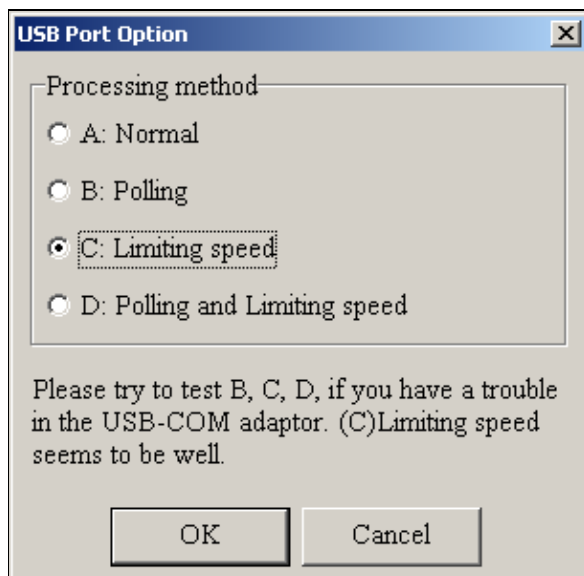 USB Port Option
Processing method
A: Normal
B: Polling
C: Limiting speed
D: Polling and Limiting speed
Please try to test B, C, D, if you have a trouble
in the USB-COM adaptor. (C)Limiting speed
seems to be well.
OK Cancel